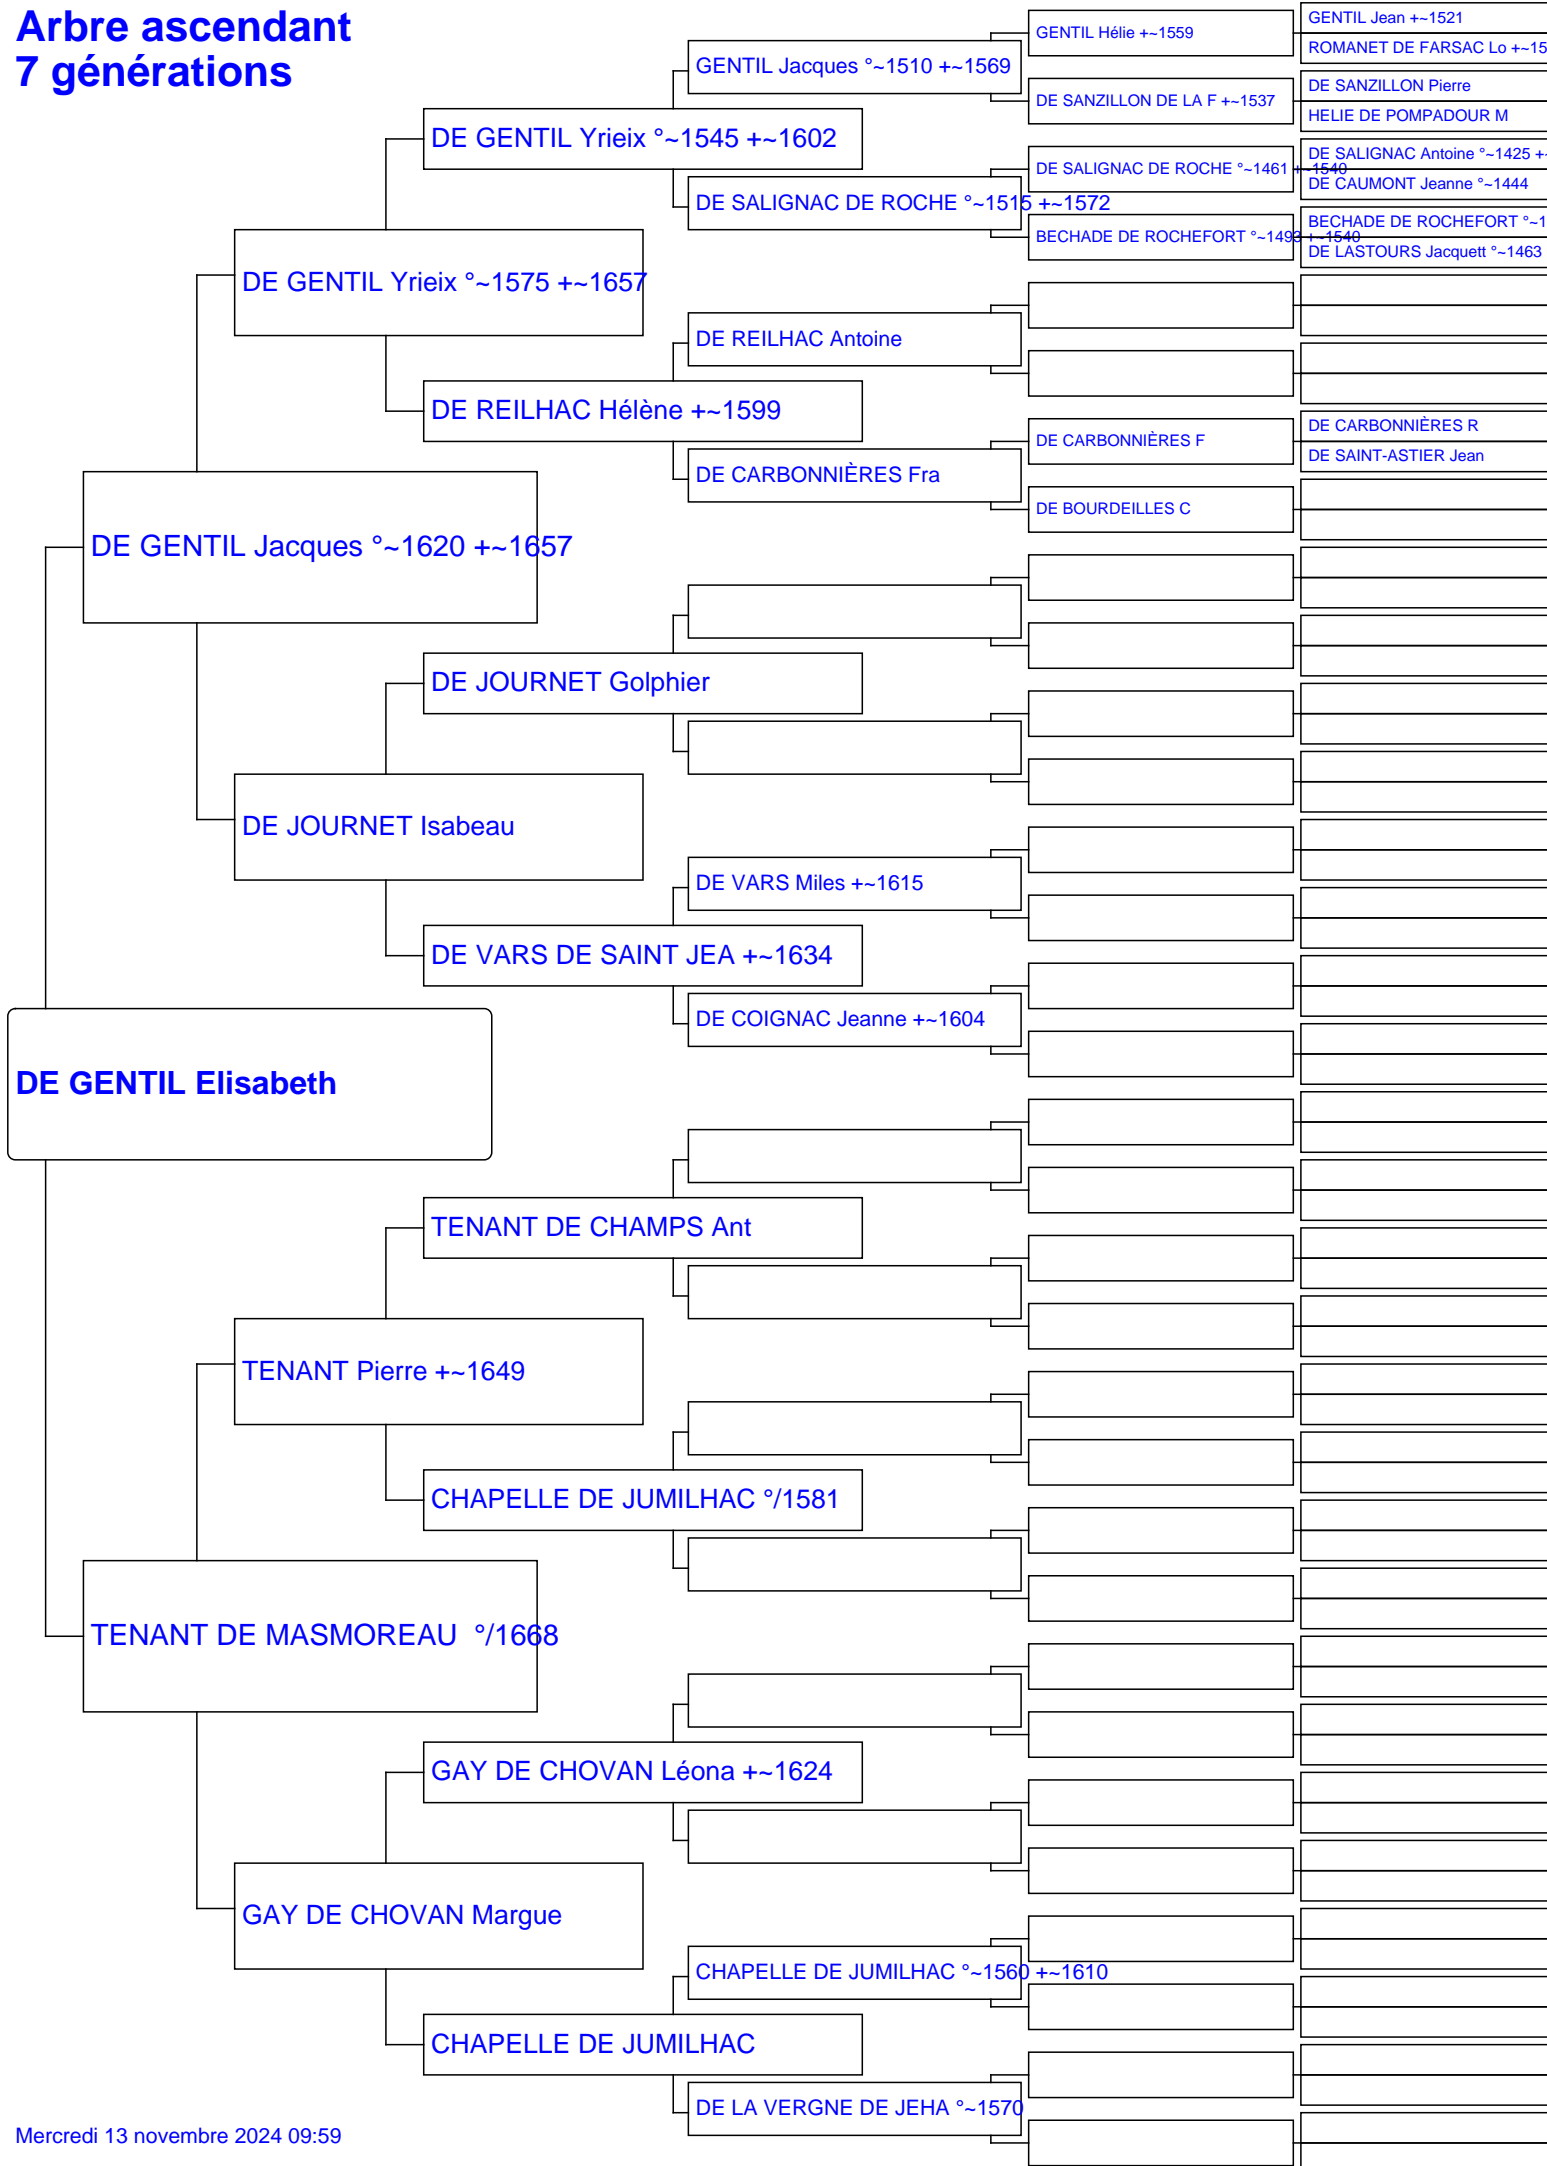 Arbre ascendant
7 générations
GENTIL Jean +~1521
GENTIL Hélie +~1559
ROMANET DE FARSAC Lo +~15
GENTIL Jacques °~1510 +~1569
DE SANZILLON Pierre
DE SANZILLON DE LA F +~1537
HELIE DE POMPADOUR M
DE GENTIL Yrieix °~1545 +~1602
DE SALIGNAC Antoine °~1425 +~
DE SALIGNAC DE ROCHE °~1461 +~1540
DE CAUMONT Jeanne °~1444
DE SALIGNAC DE ROCHE °~1515 +~1572
BECHADE DE ROCHEFORT °~1
BECHADE DE ROCHEFORT °~1493 +~1540
DE LASTOURS Jacquett °~1463
DE GENTIL Yrieix °~1575 +~1657
DE REILHAC Antoine
DE REILHAC Hélène +~1599
DE CARBONNIÈRES R
DE CARBONNIÈRES F
DE SAINT-ASTIER Jean
DE CARBONNIÈRES Fra
DE BOURDEILLES C
DE GENTIL Jacques °~1620 +~1657
DE JOURNET Golphier
DE JOURNET Isabeau
DE VARS Miles +~1615
DE VARS DE SAINT JEA +~1634
DE COIGNAC Jeanne +~1604
DE GENTIL Elisabeth
TENANT DE CHAMPS Ant
TENANT Pierre +~1649
CHAPELLE DE JUMILHAC °/1581
TENANT DE MASMOREAU °/1668
GAY DE CHOVAN Léona +~1624
GAY DE CHOVAN Margue
CHAPELLE DE JUMILHAC °~1560 +~1610
CHAPELLE DE JUMILHAC
DE LA VERGNE DE JEHA °~1570
Mercredi 13 novembre 2024 09:59